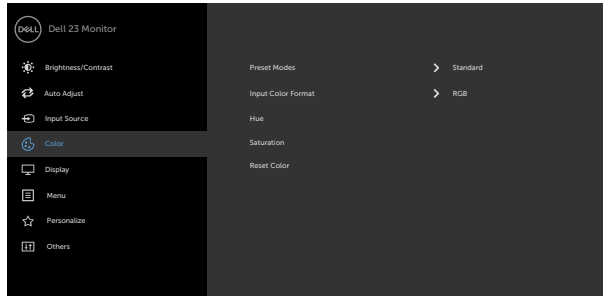 DELL Dell 23 Monitor
Brightness/Contrast
Auto Adjust
Input Source
Color
Display
Menu
Personalize
Others
Preset Modes Standard
Input Color Format RGB
Hue
Saturation
Reset Color